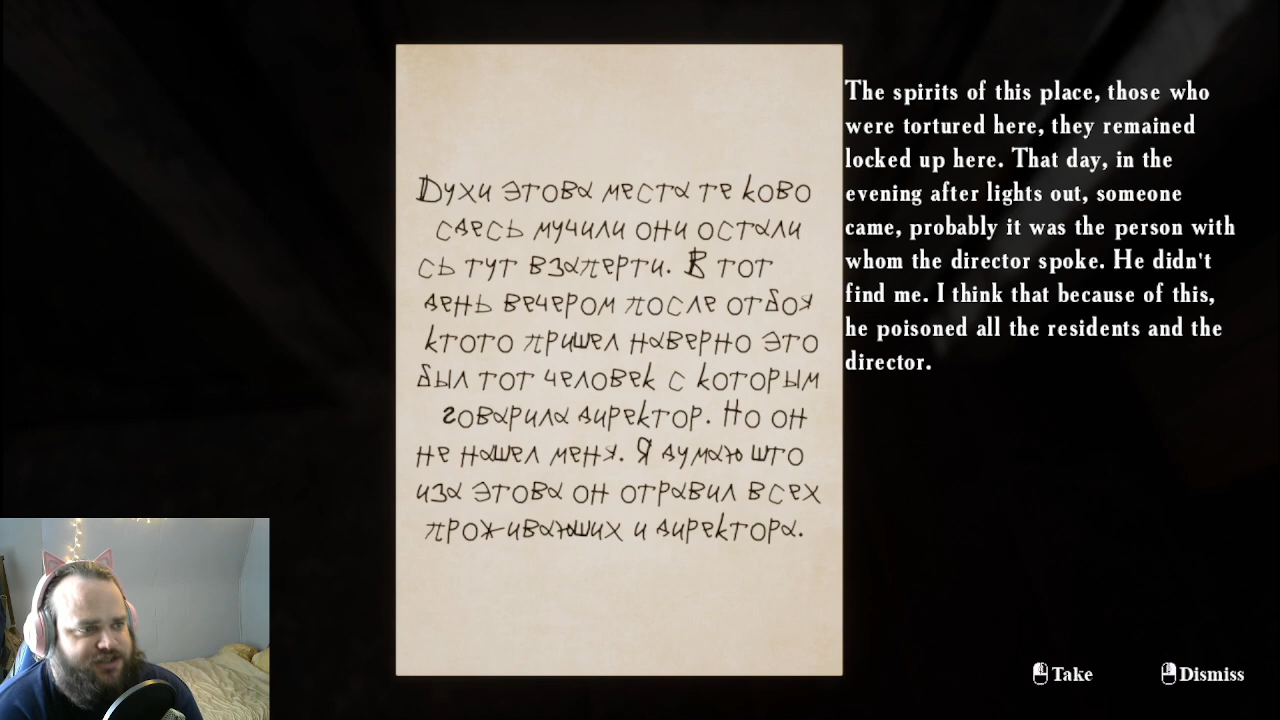 Духи этова места те ково
сдесь мучили они остали
сь тут взаперти. В тот
день вечером после отбоя
ктото пришел наверно это
был тот человек с которым
говарила директор. Но он
не нашел меня. Я думаю што
иза этова он отравил всех
проживаюших и директора.
The spirits of this place, those who
were tortured here, they remained
locked up here. That day, in the
evening after lights out, someone
came, probably it was the person with
whom the director spoke. He didn't
find me. I think that because of this,
he poisoned all the residents and the
director.
Take
Dismiss